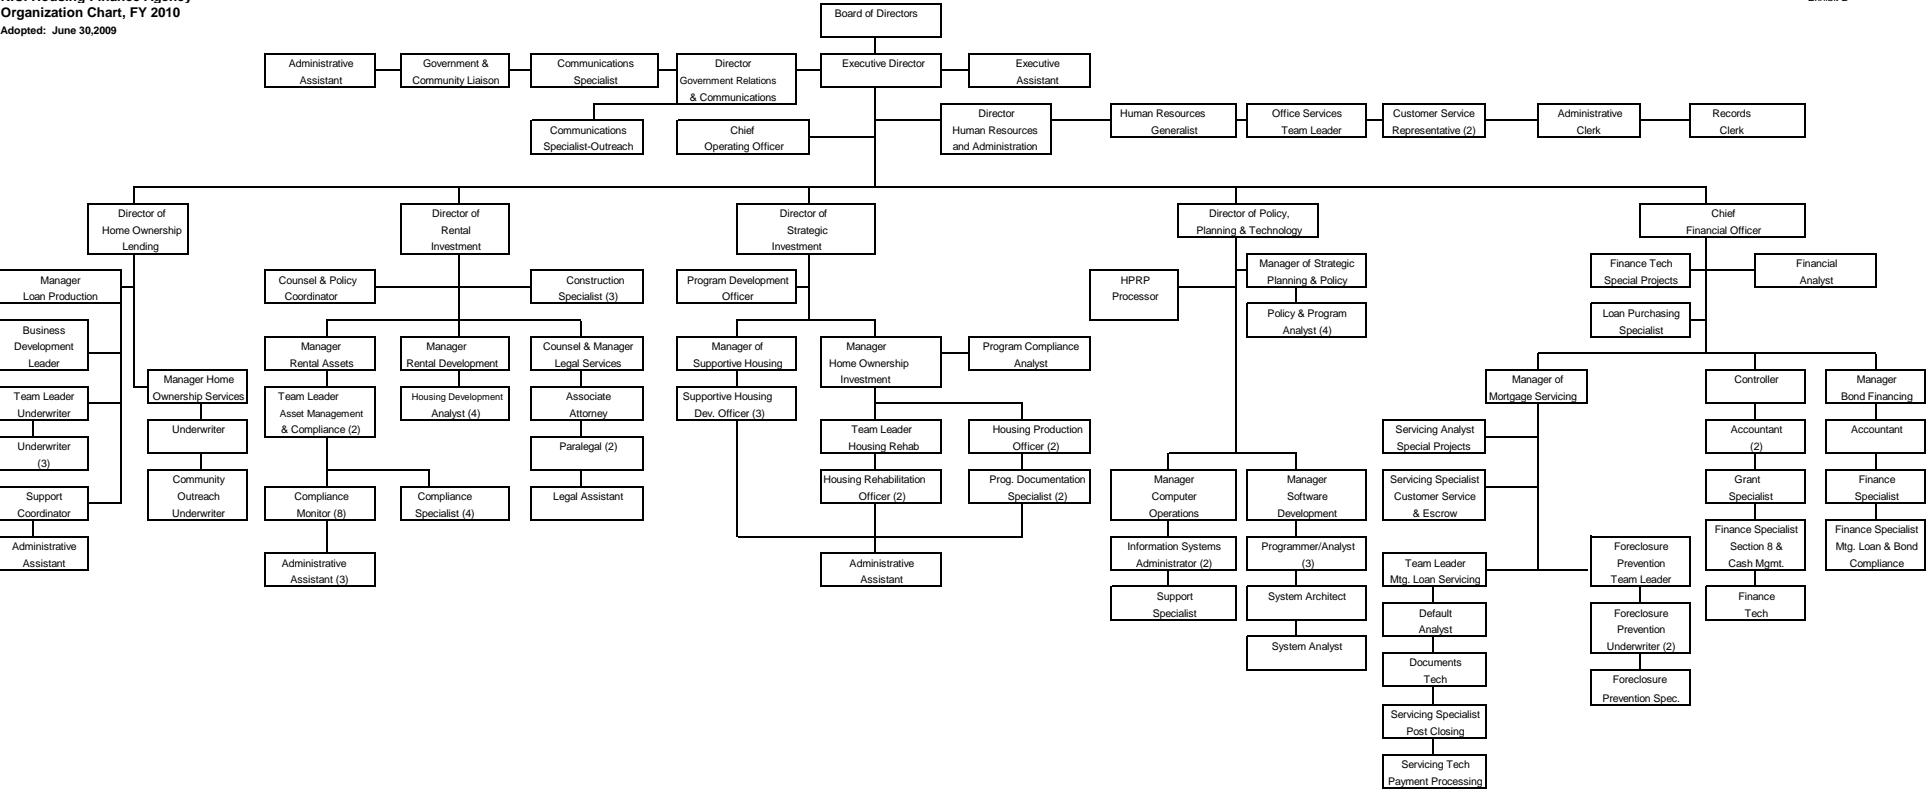 Organization Chart, FY 2010
Adopted: June 30,2009
Board of Directors
Administrative
Assistant
Government &
Community Liaison
Communications
Specialist
Director
Government Relations
& Communications
Executive Director
Executive
Assistant
Communications
Specialist-Outreach
Chief
Operating Officer
Director
Human Resources
and Administration
Human Resources
Generalist
Office Services
Team Leader
Customer Service
Representative (2)
Administrative
Clerk
Records
Clerk
Director of
Home Ownership
Lending
Director of
Rental
Investment
Director of
Strategic
Investment
Director of Policy,
Planning & Technology
Chief
Financial Officer
Manager
Loan Production
Business
Development
Leader
Team Leader
Underwriter
Underwriter
(3)
Support
Coordinator
Administrative
Assistant
Manager Home
Ownership Services
Underwriter
Community
Outreach
Underwriter
Counsel & Policy
Coordinator
Construction
Specialist (3)
Manager
Rental Assets
Team Leader
Asset Management
& Compliance (2)
Compliance
Monitor (8)
Compliance
Specialist (4)
Administrative
Assistant (3)
Manager
Rental Development
Housing Development
Analyst (4)
Counsel & Manager
Legal Services
Associate
Attorney
Paralegal (2)
Legal Assistant
Program Development
Officer
Manager of
Supportive Housing
Supportive Housing
Dev. Officer (3)
Manager
Home Ownership
Investment
Program Compliance
Analyst
Team Leader
Housing Rehab
Housing Rehabilitation
Officer (2)
Housing Production
Officer (2)
Prog. Documentation
Specialist (2)
Administrative
Assistant
HPRP
Processor
Manager of Strategic
Planning & Policy
Policy & Program
Analyst (4)
Manager
Computer
Operations
Information Systems
Administrator (2)
Support
Specialist
Manager
Software
Development
Programmer/Analyst
(3)
System Architect
System Analyst
Finance Tech
Special Projects
Financial
Analyst
Loan Purchasing
Specialist
Manager of
Mortgage Servicing
Servicing Analyst
Special Projects
Servicing Specialist
Customer Service
& Escrow
Team Leader
Mtg. Loan Servicing
Default
Analyst
Documents
Tech
Servicing Specialist
Post Closing
Servicing Tech
Payment Processing
Foreclosure
Prevention
Team Leader
Foreclosure
Prevention
Underwriter (2)
Foreclosure
Prevention Spec.
Controller
Accountant
(2)
Grant
Specialist
Finance Specialist
Section 8 &
Cash Mgmt.
Finance
Tech
Manager
Bond Financing
Accountant
Finance
Specialist
Finance Specialist
Mtg. Loan & Bond
Compliance